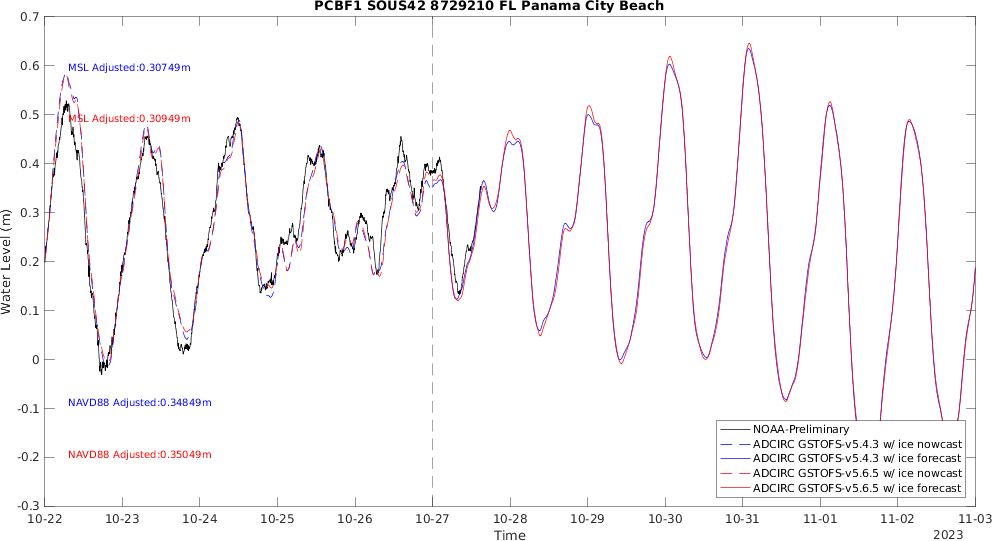 PCBF1 SOUS42 8729210 FL Panama City Beach
0.7
0.6
0.5
0.4
0.3
0.2
0.1
0
-0.1
-0.2
-0.3
Water Level (m)
MSL Adjusted:0.30749m
MSL Adjusted:0.30949m
NAVD88 Adjusted:0.34849m
NAVD88 Adjusted:0.35049m
NOAA-Preliminary
ADCIRC GSTOFS-v5.4.3 w/ ice nowcast
ADCIRC GSTOFS-v5.4.3 w/ ice forecast
ADCIRC GSTOFS-v5.6.5 w/ ice nowcast
ADCIRC GSTOFS-v5.6.5 w/ ice forecast
10-22 10-23 10-24 10-25 10-26 10-27 10-28 10-29 10-30 10-31 11-01 11-02 11-03
Time
2023